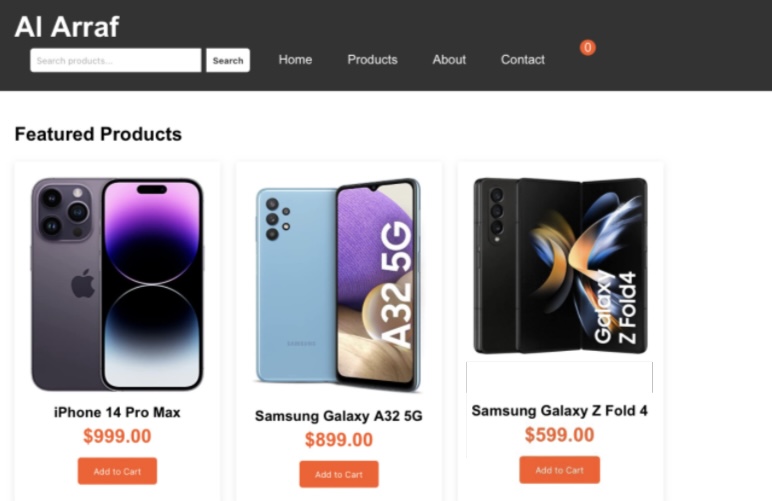 Al Arraf
Search products...
Search
Home
Products
About
Contact
0
Featured Products
A32 5G
SAMSUNG
Galaxy
Z Fold4
iPhone 14 Pro Max
$999.00
Add to Cart
Samsung Galaxy A32 5G
$899.00
Add to Cart
Samsung Galaxy Z Fold 4
$599.00
Add to Cart